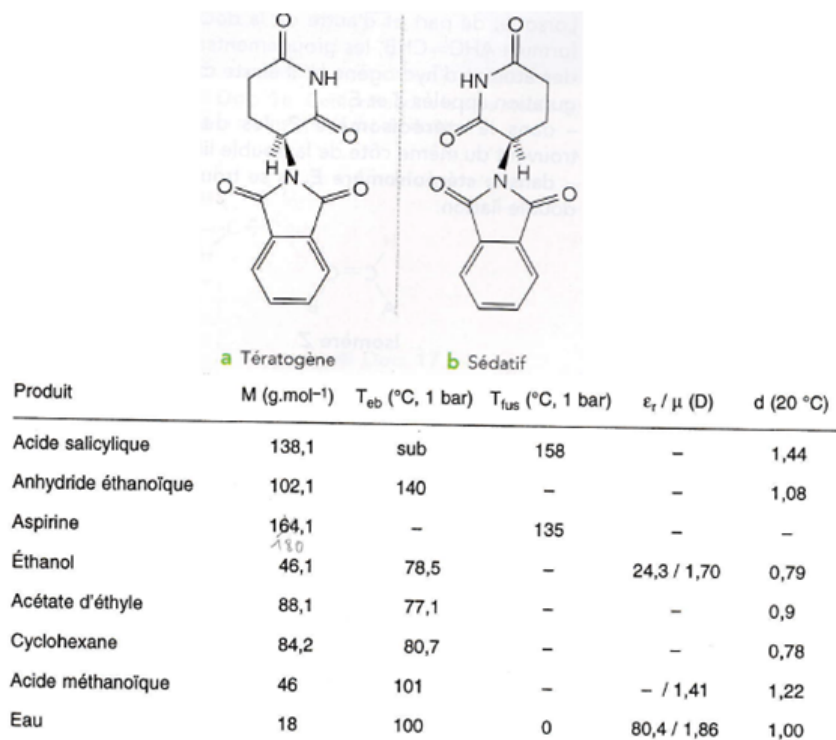 O
NH
O
H
N
O
O
O
HN
O
H
N
O
O
a Tératogène
b Sédatif
Produit M (g.mol–1) Teb (°C, 1 bar) Tfus (°C, 1 bar) εr / μ (D) d (20 °C)
Acide salicylique 138,1 sub 158 – 1,44
Anhydride éthanoïque 102,1 140 – – 1,08
Aspirine 164,1 – 135 – –
180
Éthanol 46,1 78,5 – 24,3 / 1,70 0,79
Acétate d'éthyle 88,1 77,1 – – 0,9
Cyclohexane 84,2 80,7 – – 0,78
Acide méthanoïque 46 101 – – / 1,41 1,22
Eau 18 100 0 80,4 / 1,86 1,00